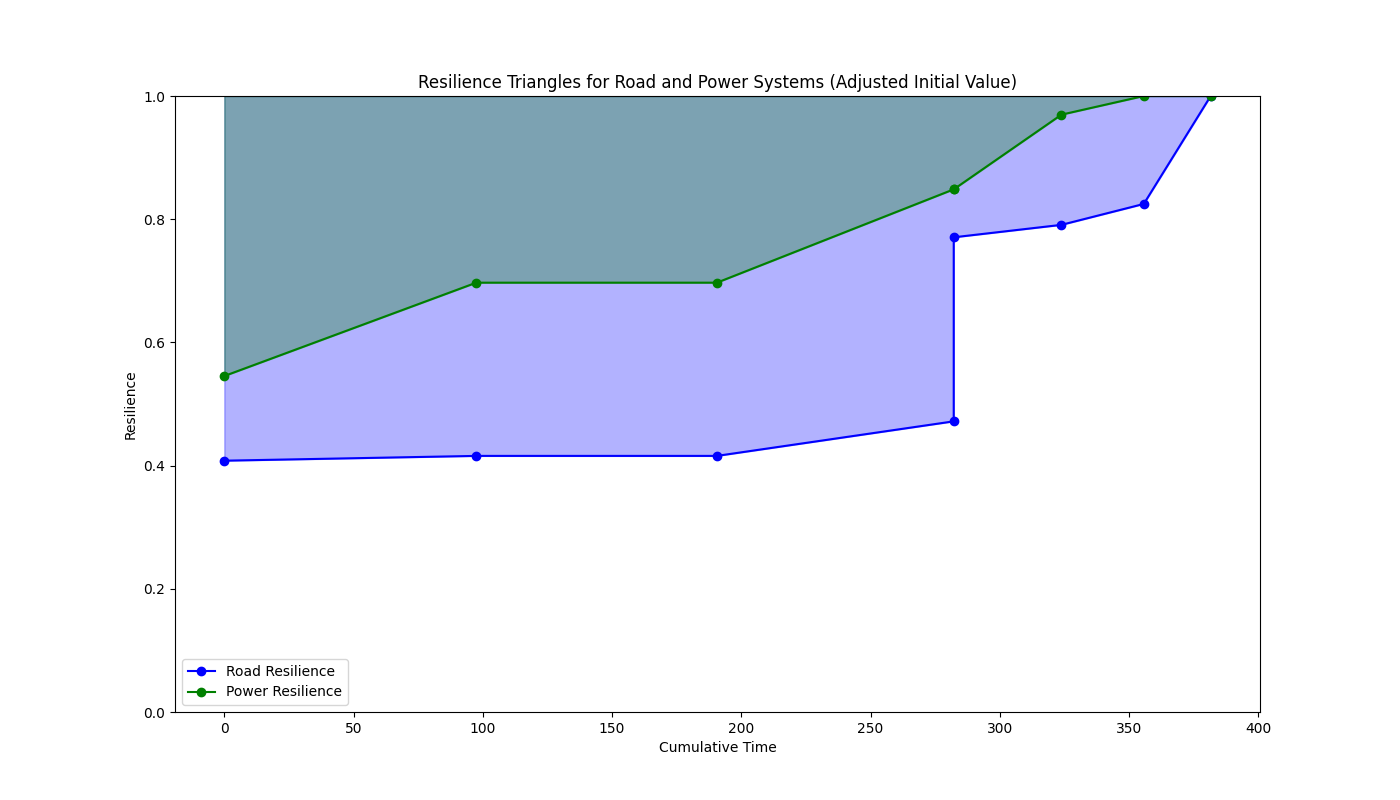 Resilience Triangles for Road and Power Systems (Adjusted Initial Value)
1.0
0.8
0.6
0.4
0.2
0.0
Resilience
Road Resilience
Power Resilience
0 50 100 150 200 250 300 350 400
Cumulative Time